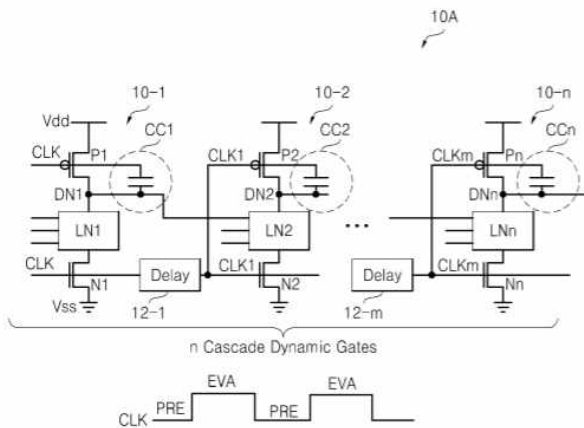 10A
10-1
10-2
10-n
Vdd
CC1
CC2
CCn
CLK
P1
CLK1
P2
CLKm
Pn
DN1
DN2
DNn
LN1
LN2
...
LNn
CLK
N1
Delay
CLK1
N2
Delay
CLKm
Nn
Vss
12-1
12-m
n Cascade Dynamic Gates
EVA
EVA
PRE
PRE
CLK